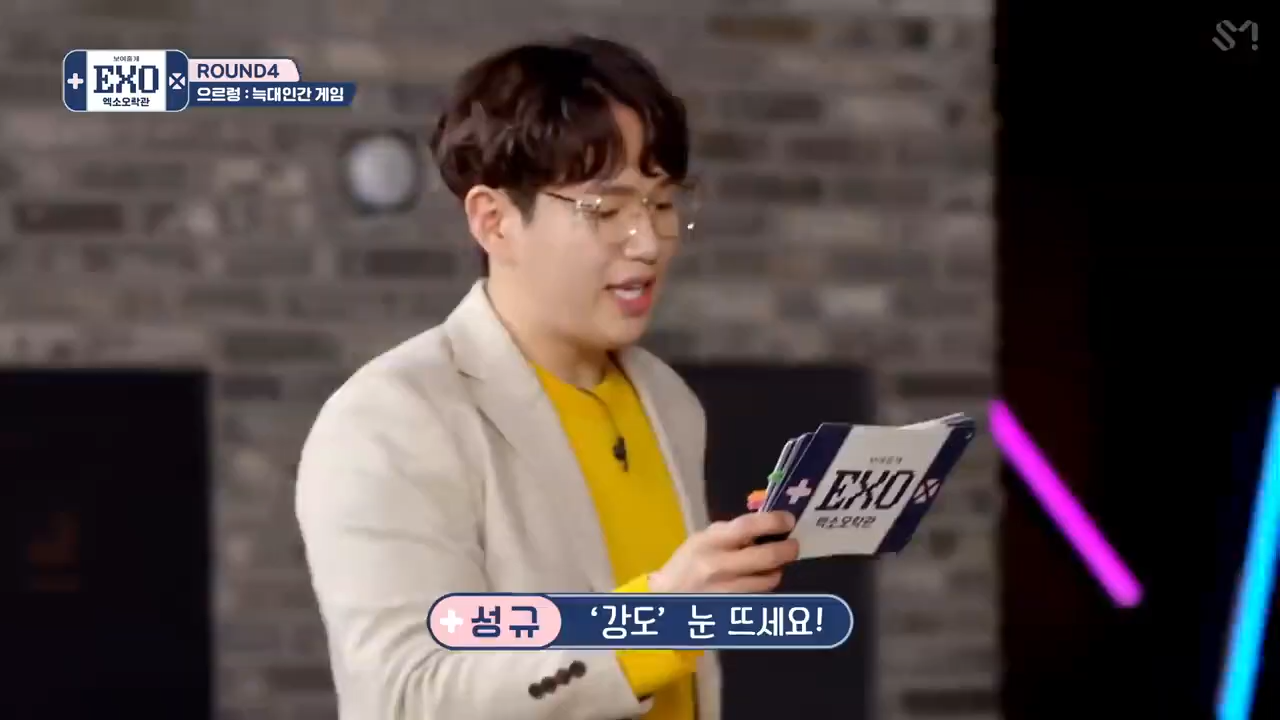 보여줄게
EXO
엑소오락관
ROUND4
으르렁 : 늑대인간 게임
SM!
EXO
엑소오락관
성규
‘강도’ 눈 뜨세요!